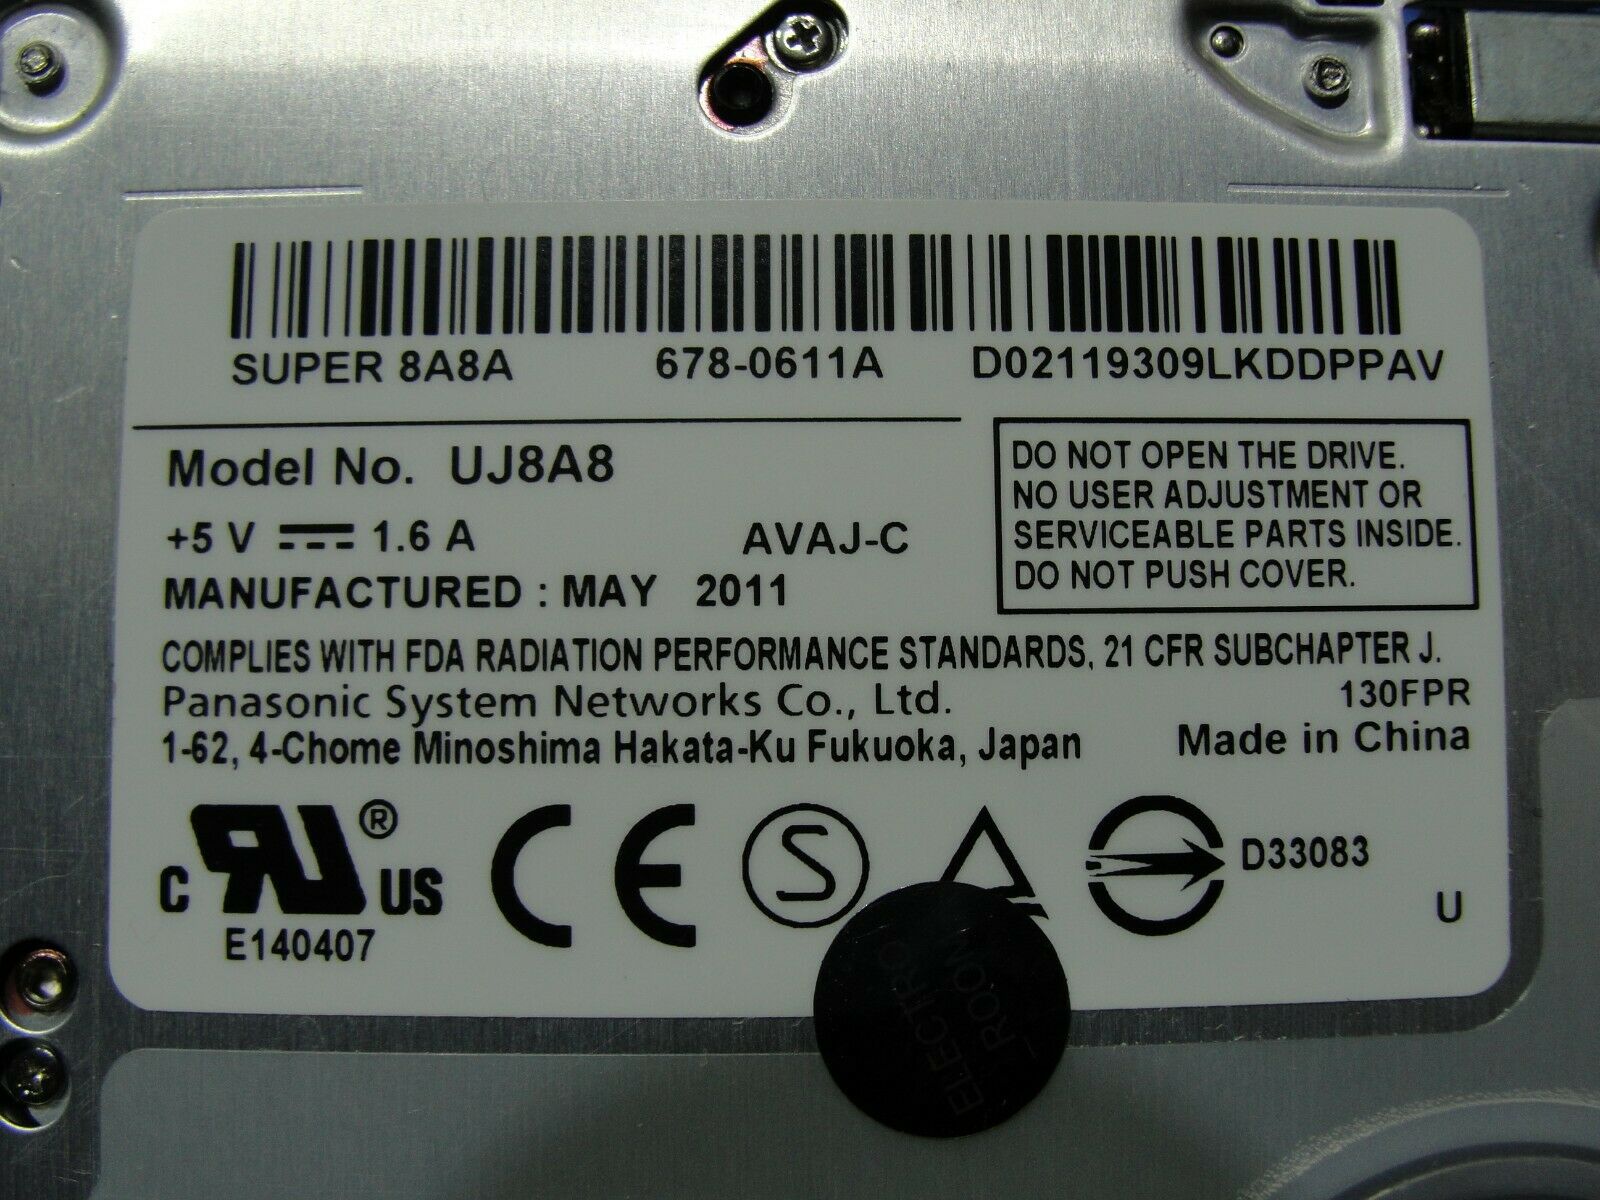 SUPER 8A8A 678-0611A D02119309LKDDPPAV
Model No. UJ8A8
+5 V 1.6 A AVAJ-C
MANUFACTURED : MAY 2011
DO NOT OPEN THE DRIVE.
NO USER ADJUSTMENT OR
SERVICEABLE PARTS INSIDE.
DO NOT PUSH COVER.
COMPLIES WITH FDA RADIATION PERFORMANCE STANDARDS, 21 CFR SUBCHAPTER J.
Panasonic System Networks Co., Ltd. 130FPR
1-62, 4-Chome Minoshima Hakata-Ku Fukuoka, Japan Made in China
C RU ® US
E140407
CE
S
D33083
U
ELECTRO
_ROOM